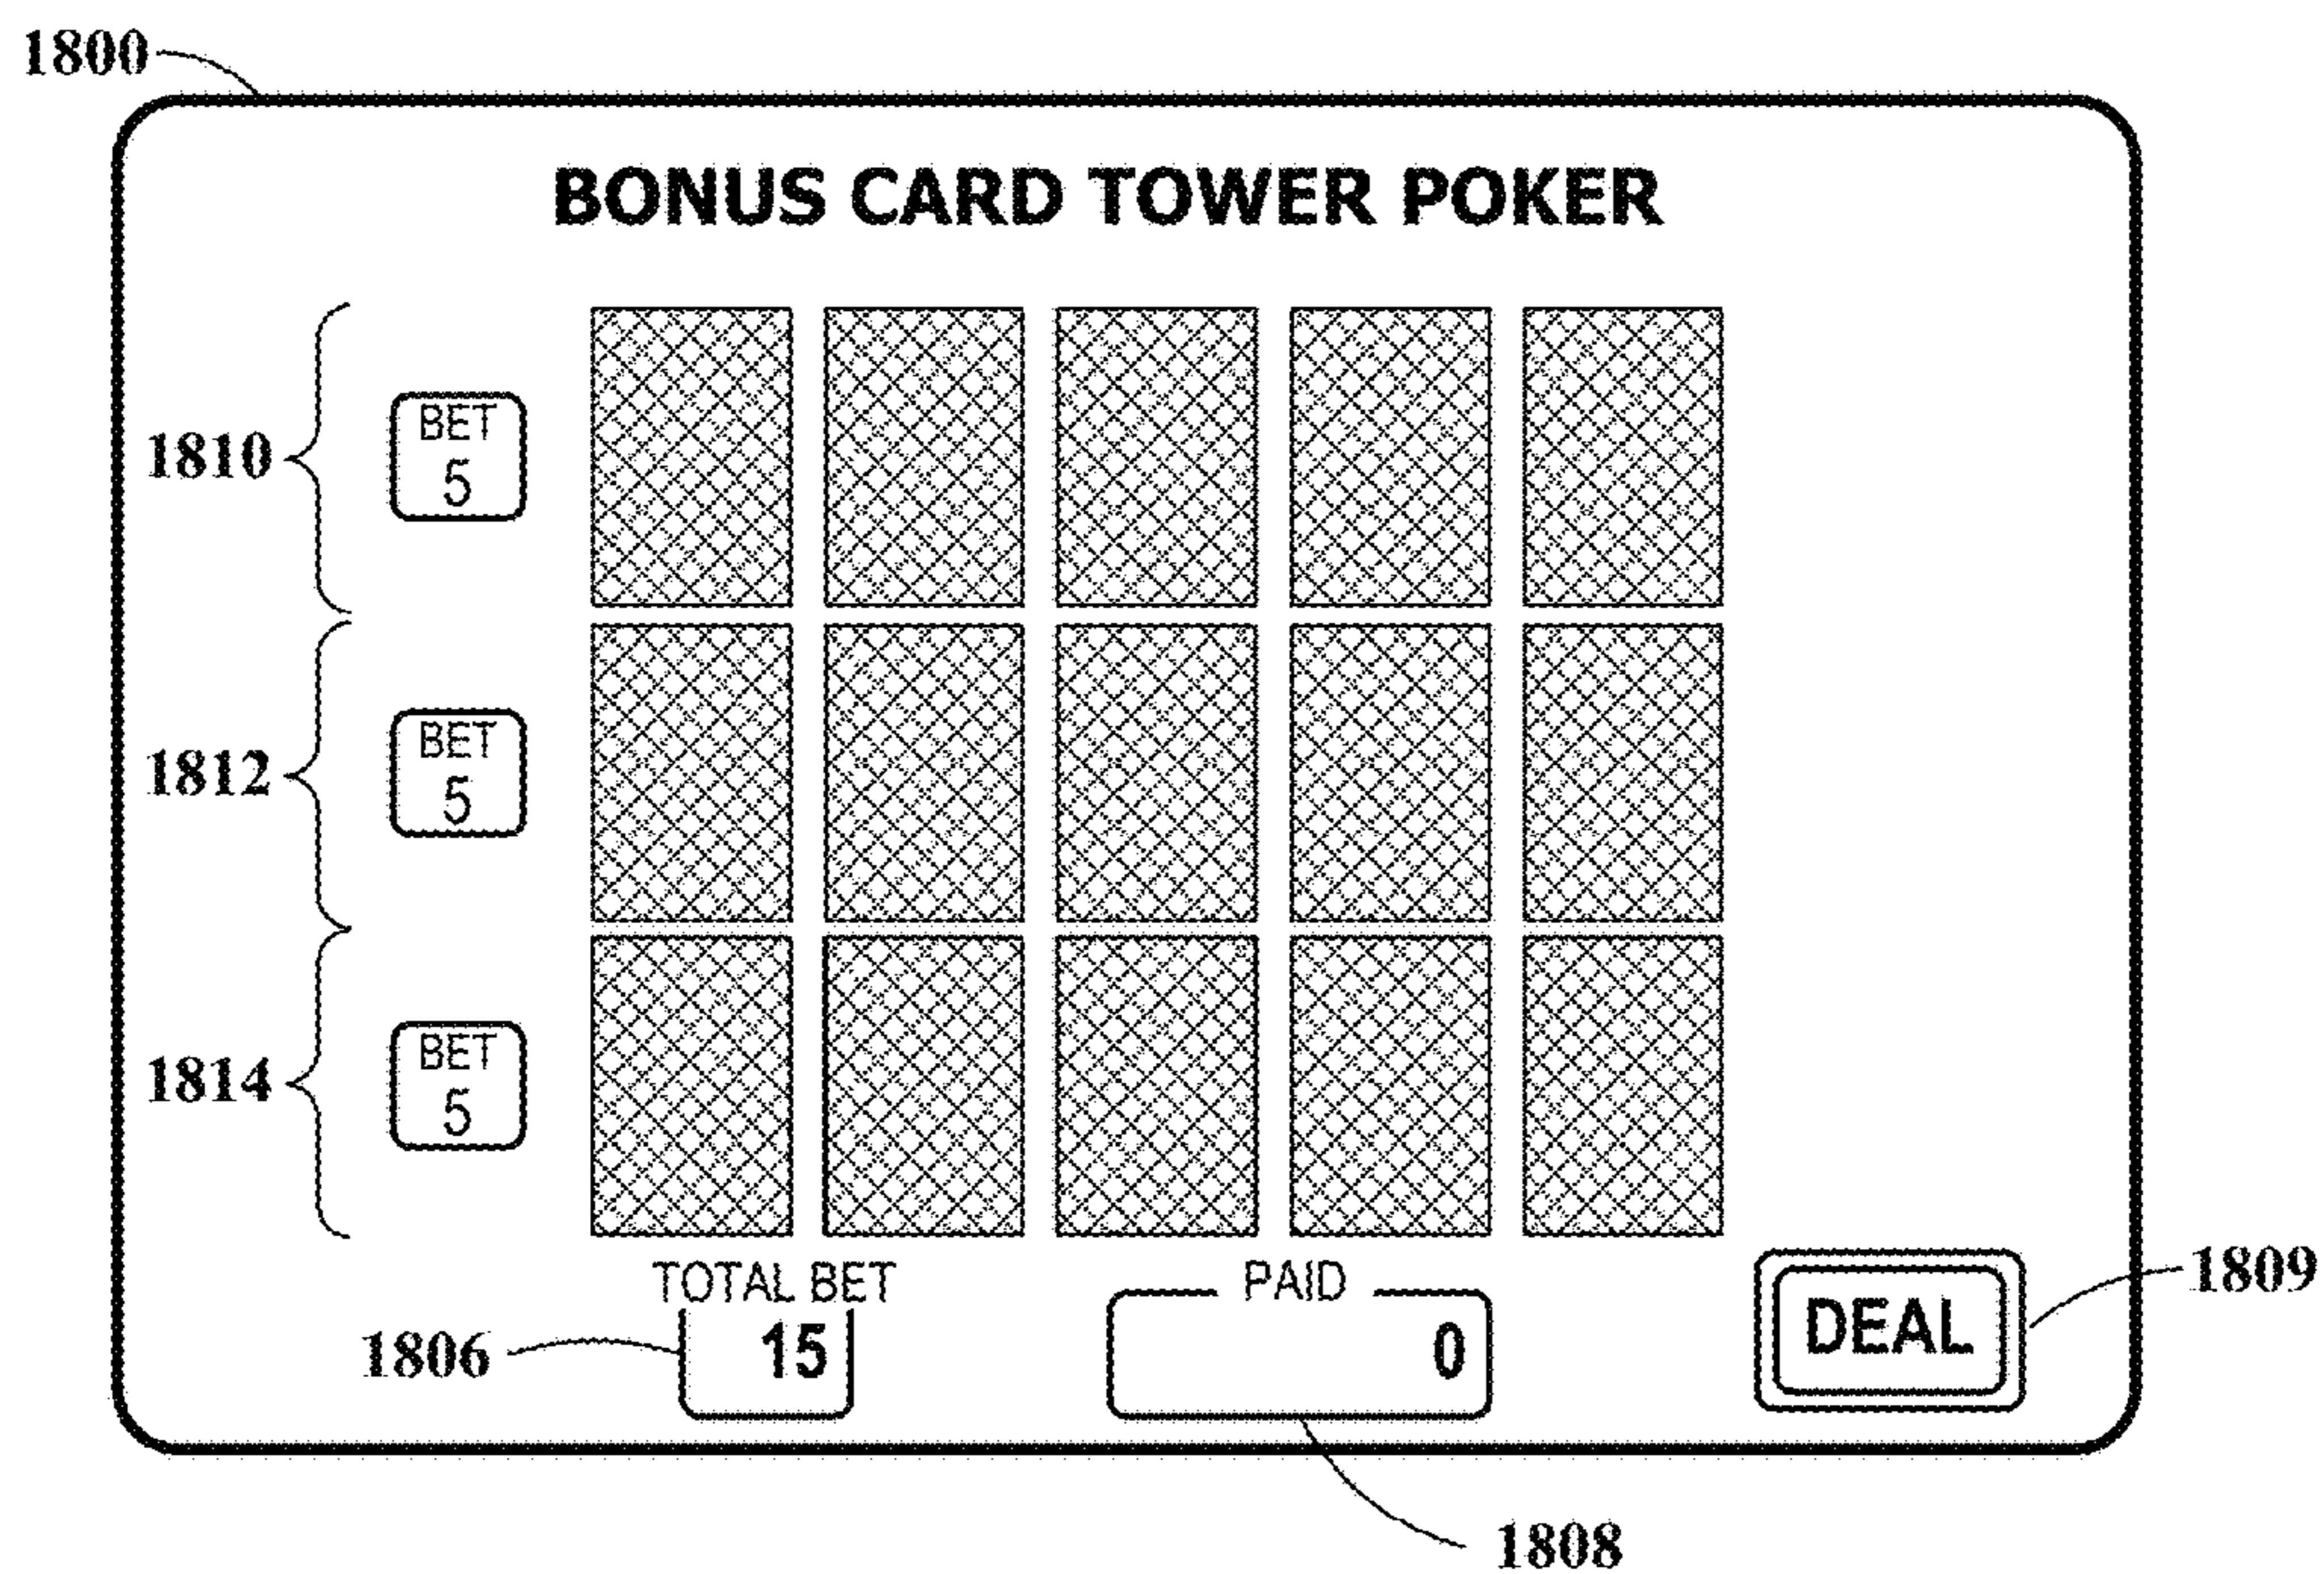 1800
BONUS CARD TOWER POKER
1810
BET
5
1812
BET
5
1814
BET
5
TOTAL BET
15
1806
PAID
0
1808
DEAL
1809